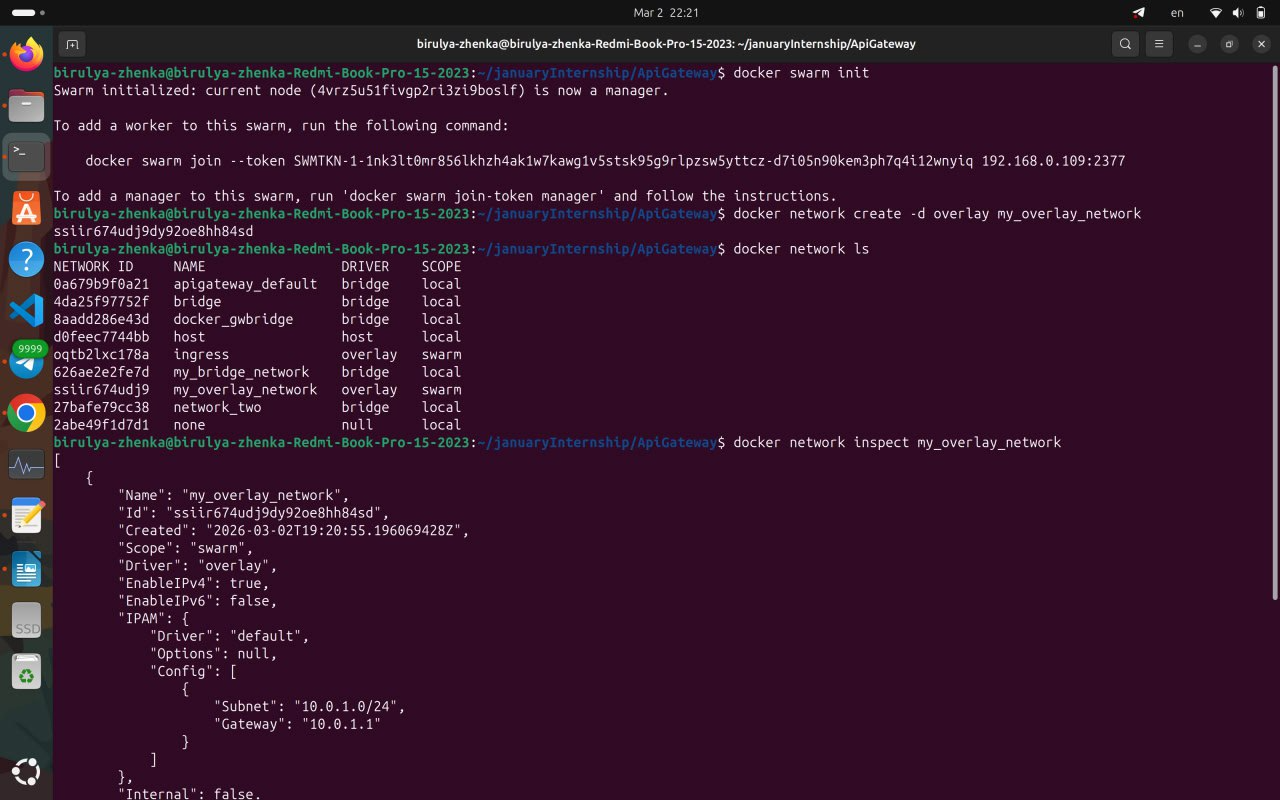 Mar 2 22:21
en
birulya-zhenka@birulya-zhenka-Redmi-Book-Pro-15-2023: ~/januaryInternship/ApiGateway
birulya-zhenka@birulya-zhenka-Redmi-Book-Pro-15-2023:~/januaryInternship/ApiGateway$ docker swarm init
Swarm initialized: current node (4vrz5u51fivgp2ri3zi9boslf) is now a manager.
To add a worker to this swarm, run the following command:
docker swarm join --token SWMTKN-1-1nk3lt0mr856lkhzh4ak1w7kawg1v5stsk95g9rlpzsw5yttcz-d7i05n90kem3ph7q4i12wnyiq 192.168.0.109:2377
To add a manager to this swarm, run 'docker swarm join-token manager' and follow the instructions.
birulya-zhenka@birulya-zhenka-Redmi-Book-Pro-15-2023:~/januaryInternship/ApiGateway$ docker network create -d overlay my_overlay_network
ssiir674udj9dy92oe8hh84sd
birulya-zhenka@birulya-zhenka-Redmi-Book-Pro-15-2023:~/januaryInternship/ApiGateway$ docker network ls
NETWORK ID NAME DRIVER SCOPE
0a679b9f0a21 apigateway_default bridge local
4da25f97752f bridge bridge local
8aadd286e43d docker_gwbridge bridge local
d0feec7744bb host host local
oqtb2lxc178a ingress overlay swarm
626ae2e2fe7d my_bridge_network bridge local
ssiir674udj9 my_overlay_network overlay swarm
27bafe79cc38 network_two bridge local
2abe49f1d7d1 none null local
birulya-zhenka@birulya-zhenka-Redmi-Book-Pro-15-2023:~/januaryInternship/ApiGateway$ docker network inspect my_overlay_network
[
{
"Name": "my_overlay_network",
"Id": "ssiir674udj9dy92oe8hh84sd",
"Created": "2026-03-02T19:20:55.196069428Z",
"Scope": "swarm",
"Driver": "overlay",
"EnableIPv4": true,
"EnableIPv6": false,
"IPAM": {
"Driver": "default",
"Options": null,
"Config": [
{
"Subnet": "10.0.1.0/24",
"Gateway": "10.0.1.1"
}
]
},
"Internal": false,
9999
SSD